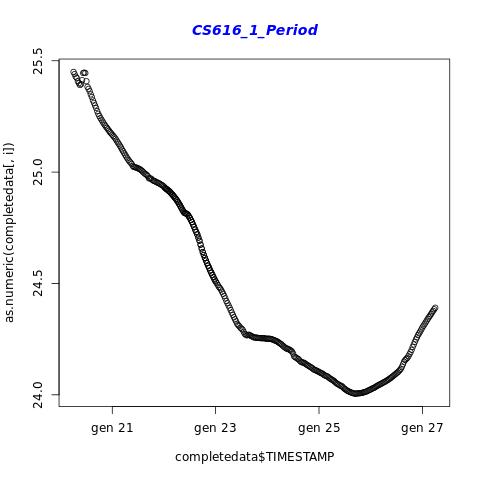 CS616_1_Period
as.numeric(completedata[, i])
25.5
25.0
24.5
24.0
gen 21 gen 23 gen 25 gen 27
completedata$TIMESTAMP